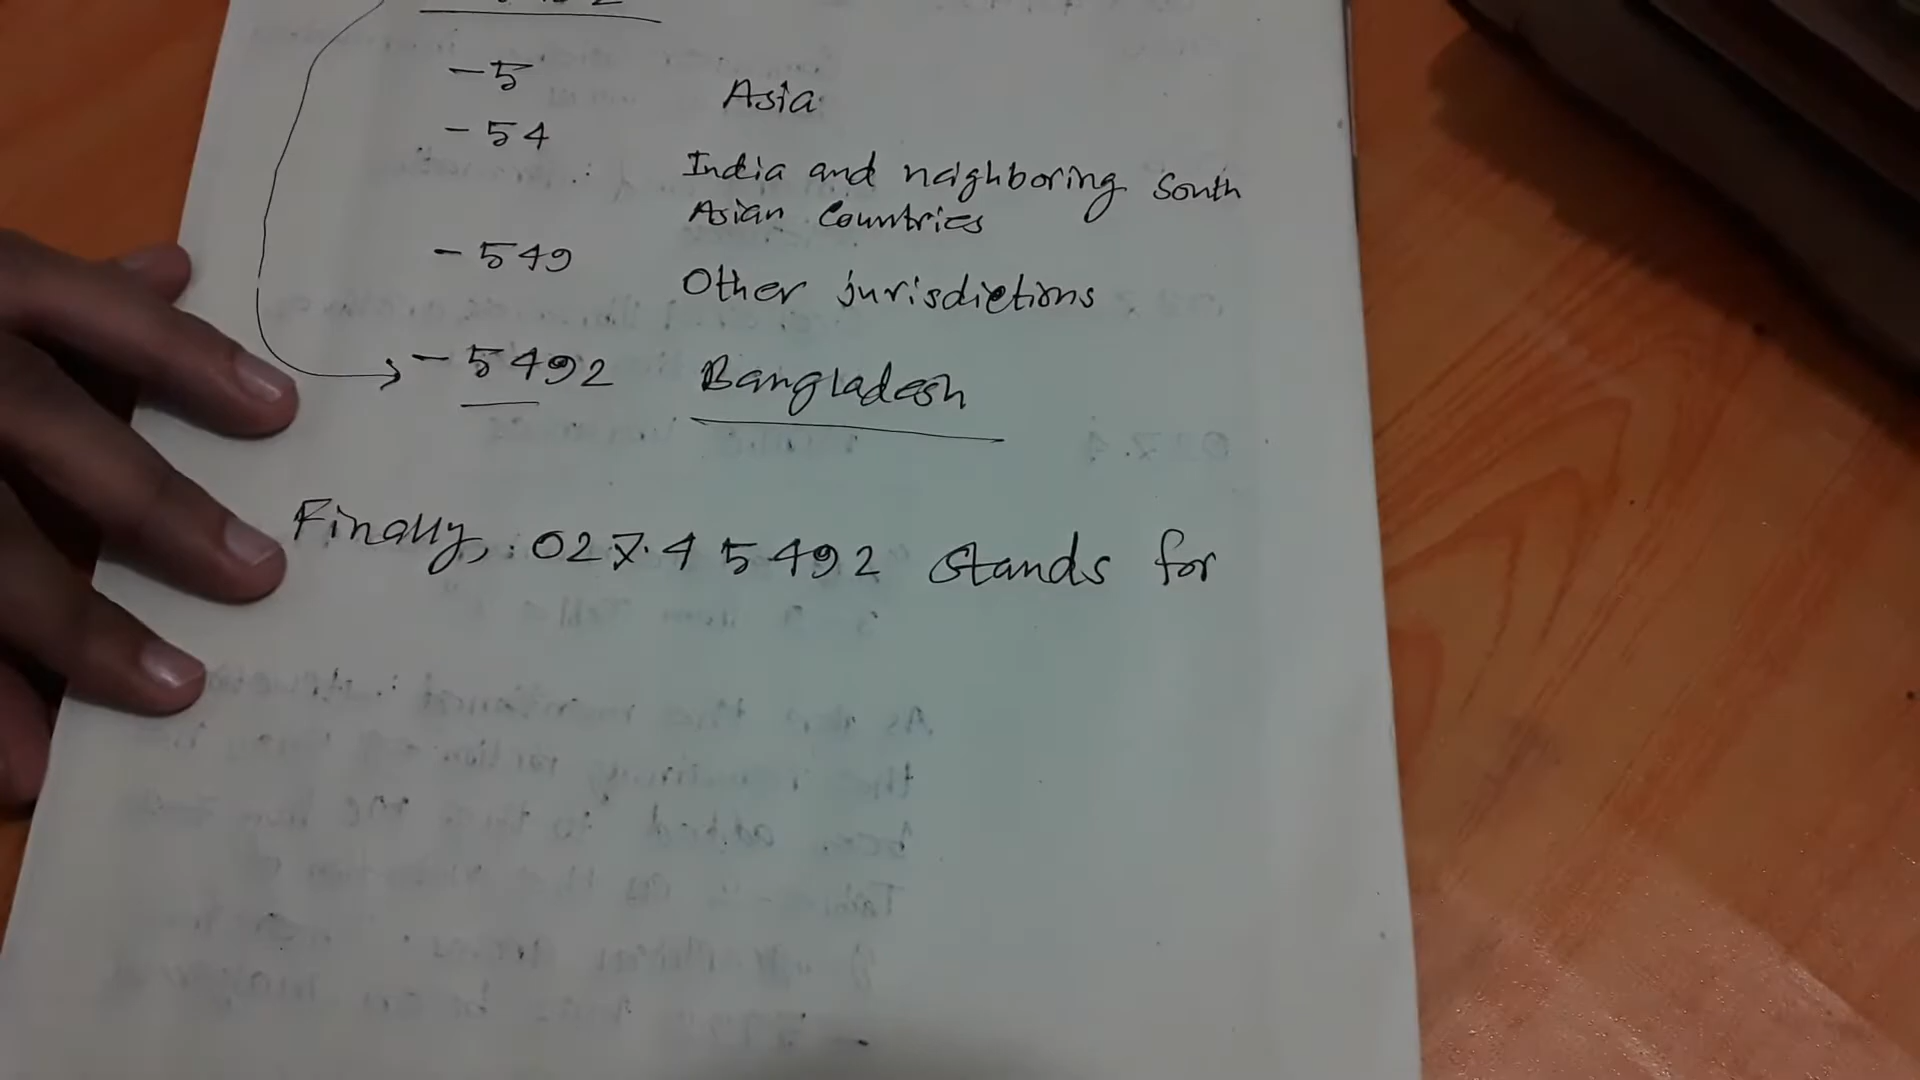 -5 Asia
-54
India and neighboring South
Asian Countries
-549
Other jurisdictions
-5492 Bangladesh
Finally, 027.45492 stands for